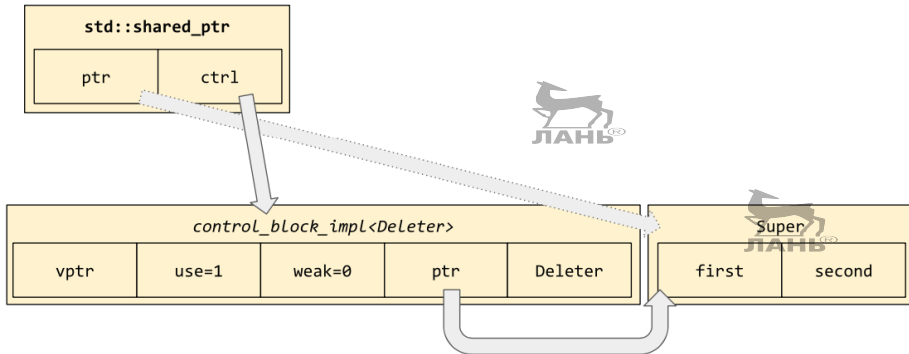 std::shared_ptr
ptr ctrl
ЛАНЬ®
control_block_impl<Deleter>
Super
ЛАНЬ®
vptr use=1 weak=0 ptr Deleter first second